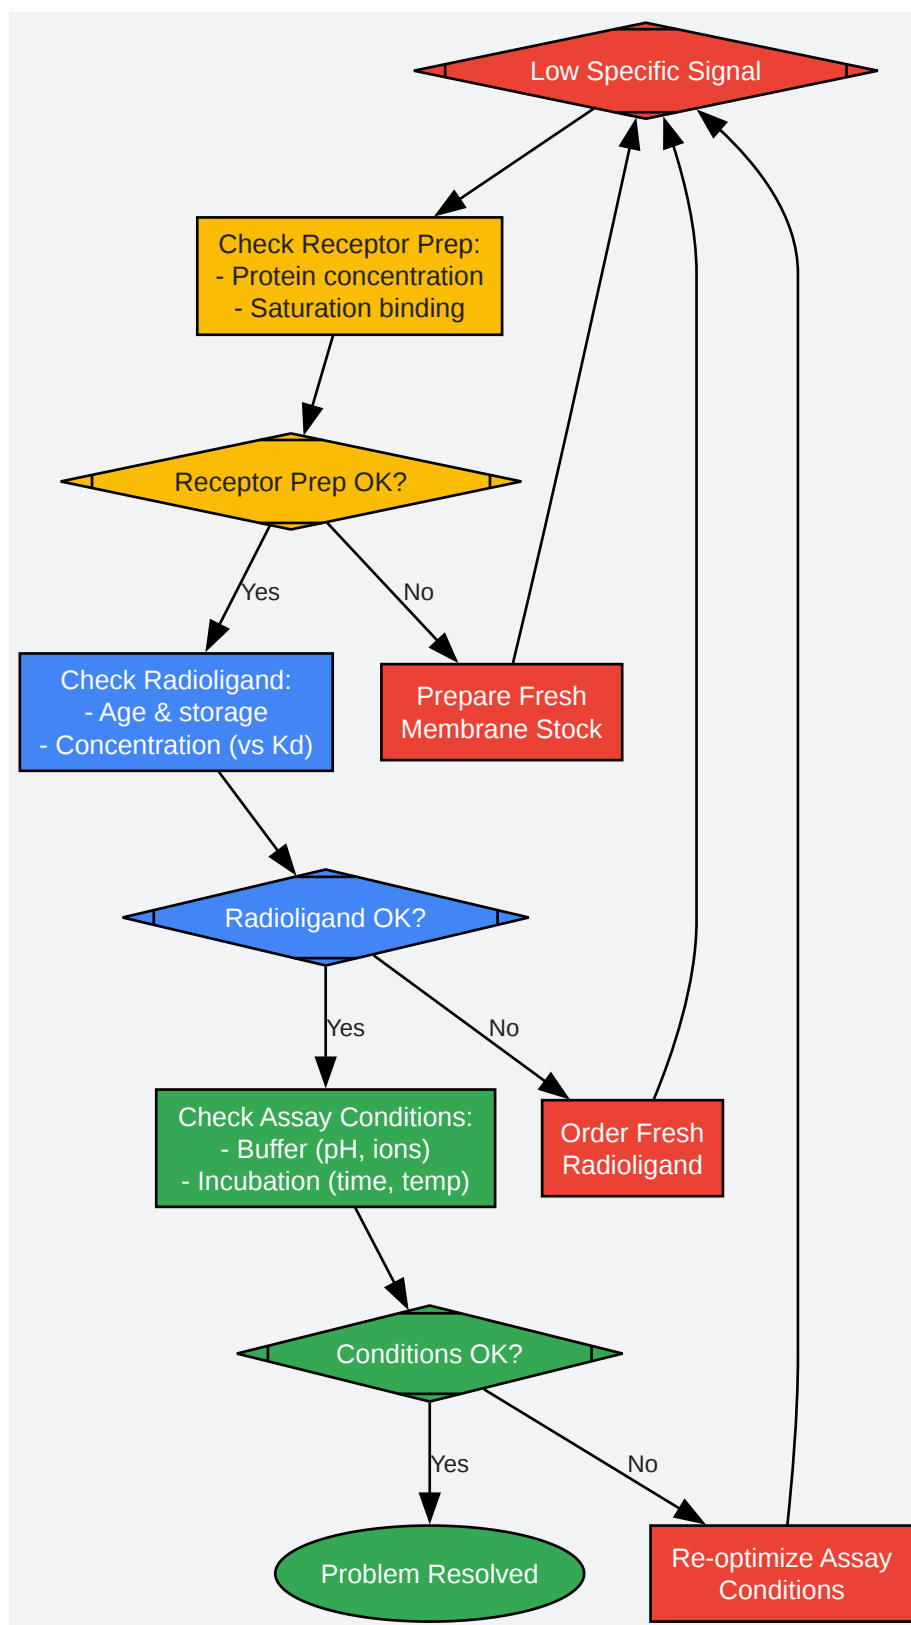 Low Specific Signal
Check Receptor Prep:
- Protein concentration
- Saturation binding
Receptor Prep OK?
Yes
No
Check Radioligand:
- Age & storage
- Concentration (vs Kd)
Prepare Fresh
Membrane Stock
Radioligand OK?
Yes
No
Check Assay Conditions:
- Buffer (pH, ions)
- Incubation (time, temp)
Order Fresh
Radioligand
Conditions OK?
Yes
No
Problem Resolved
Re-optimize Assay
Conditions